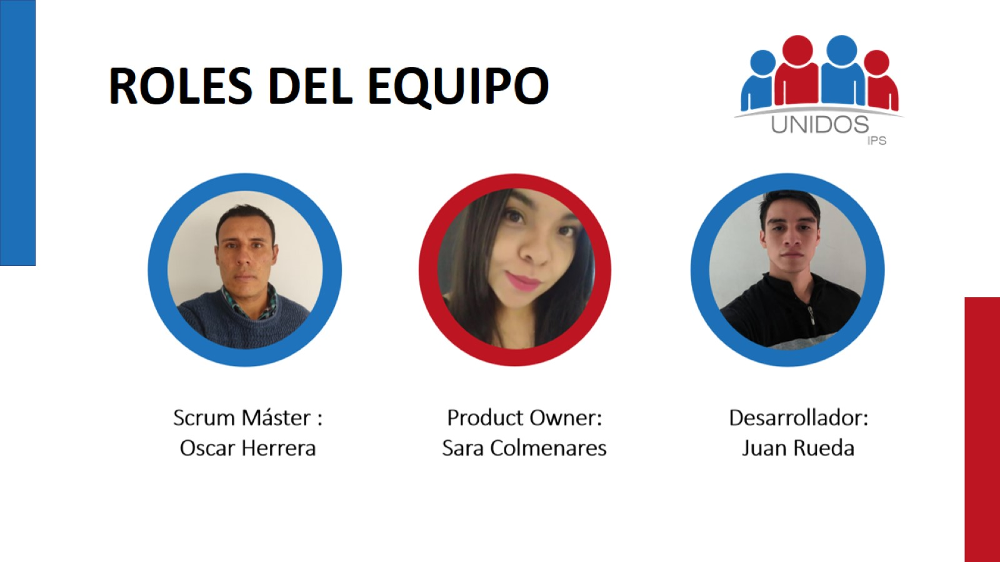 ROLES DEL EQUIPO
UNIDOS
IPS
Scrum Máster :
Oscar Herrera
Product Owner:
Sara Colmenares
Desarrollador:
Juan Rueda